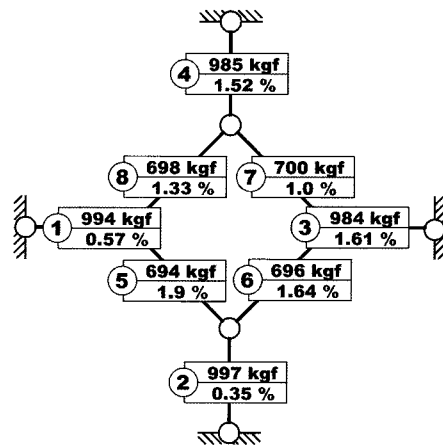 4 985 kgf
1.52 %
8 698 kgf
1.33 %
7 700 kgf
1.0 %
1 994 kgf
0.57 %
3 984 kgf
1.61 %
5 694 kgf
1.9 %
6 696 kgf
1.64 %
2 997 kgf
0.35 %